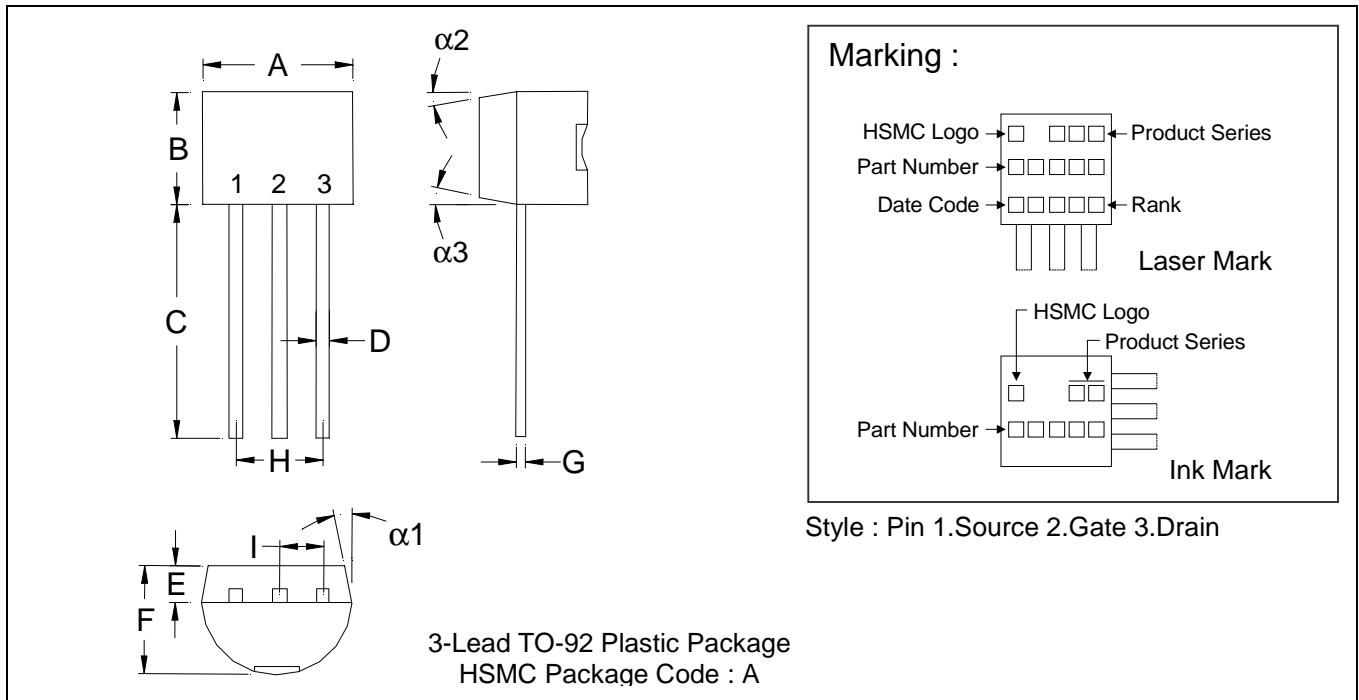 α2
A
B
1 2 3
α3
C
D
H
G
I
α1
E
F
3-Lead TO-92 Plastic Package
HSMC Package Code : A
Marking :
HSMC Logo
Product Series
Part Number
Date Code
Rank
Laser Mark
HSMC Logo
Product Series
Part Number
Ink Mark
Style : Pin 1.Source 2.Gate 3.Drain